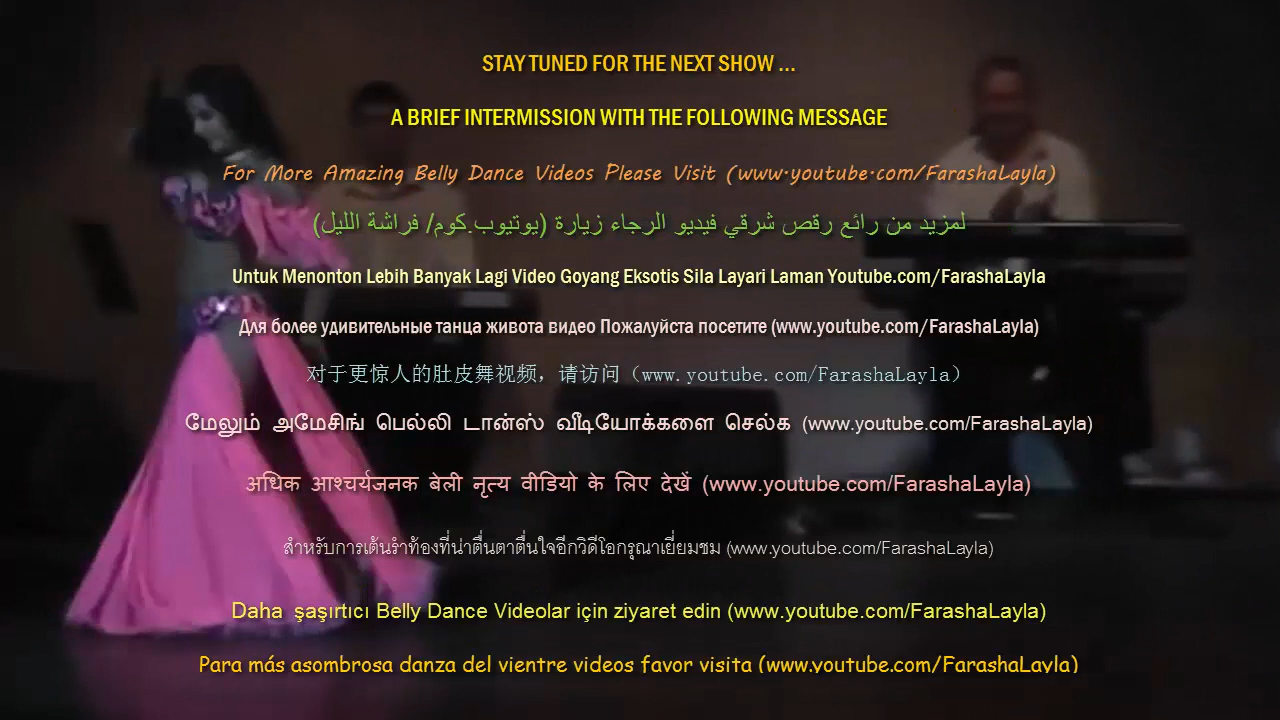 STAY TUNED FOR THE NEXT SHOW ...
A BRIEF INTERMISSION WITH THE FOLLOWING MESSAGE
For More Amazing Belly Dance Videos Please Visit (www.youtube.com/FarashaLayla)
لمزيد من رائع رقص شرقي فيديو الرجاء زيارة (يوتيوب.كوم/ فراشة الليل)
Untuk Menonton Lebih Banyak Lagi Video Goyang Eksotis Sila Layari Laman Youtube.com/FarashaLayla
Для более удивительные танца живота видео Пожалуйста посетите (www.youtube.com/FarashaLayla)
对于更惊人的肚皮舞视频，请访问（www.youtube.com/FarashaLayla）
மேலும் அமேசிங் பெல்லி டான்ஸ் வீடியோக்களை செல்க (www.youtube.com/FarashaLayla)
अधिक आश्चर्यजनक बेली नृत्य वीडियो के लिए देखें (www.youtube.com/FarashaLayla)
สำหรับการเต้นรำท้องที่น่าตื่นตาตื่นใจอีกวิดีโอกรุณาเยี่ยมชม (www.youtube.com/FarashaLayla)
Daha şaşırtıcı Belly Dance Videolar için ziyaret edin (www.youtube.com/FarashaLayla)
Para más asombrosa danza del vientre videos favor visita (www.youtube.com/FarashaLayla)